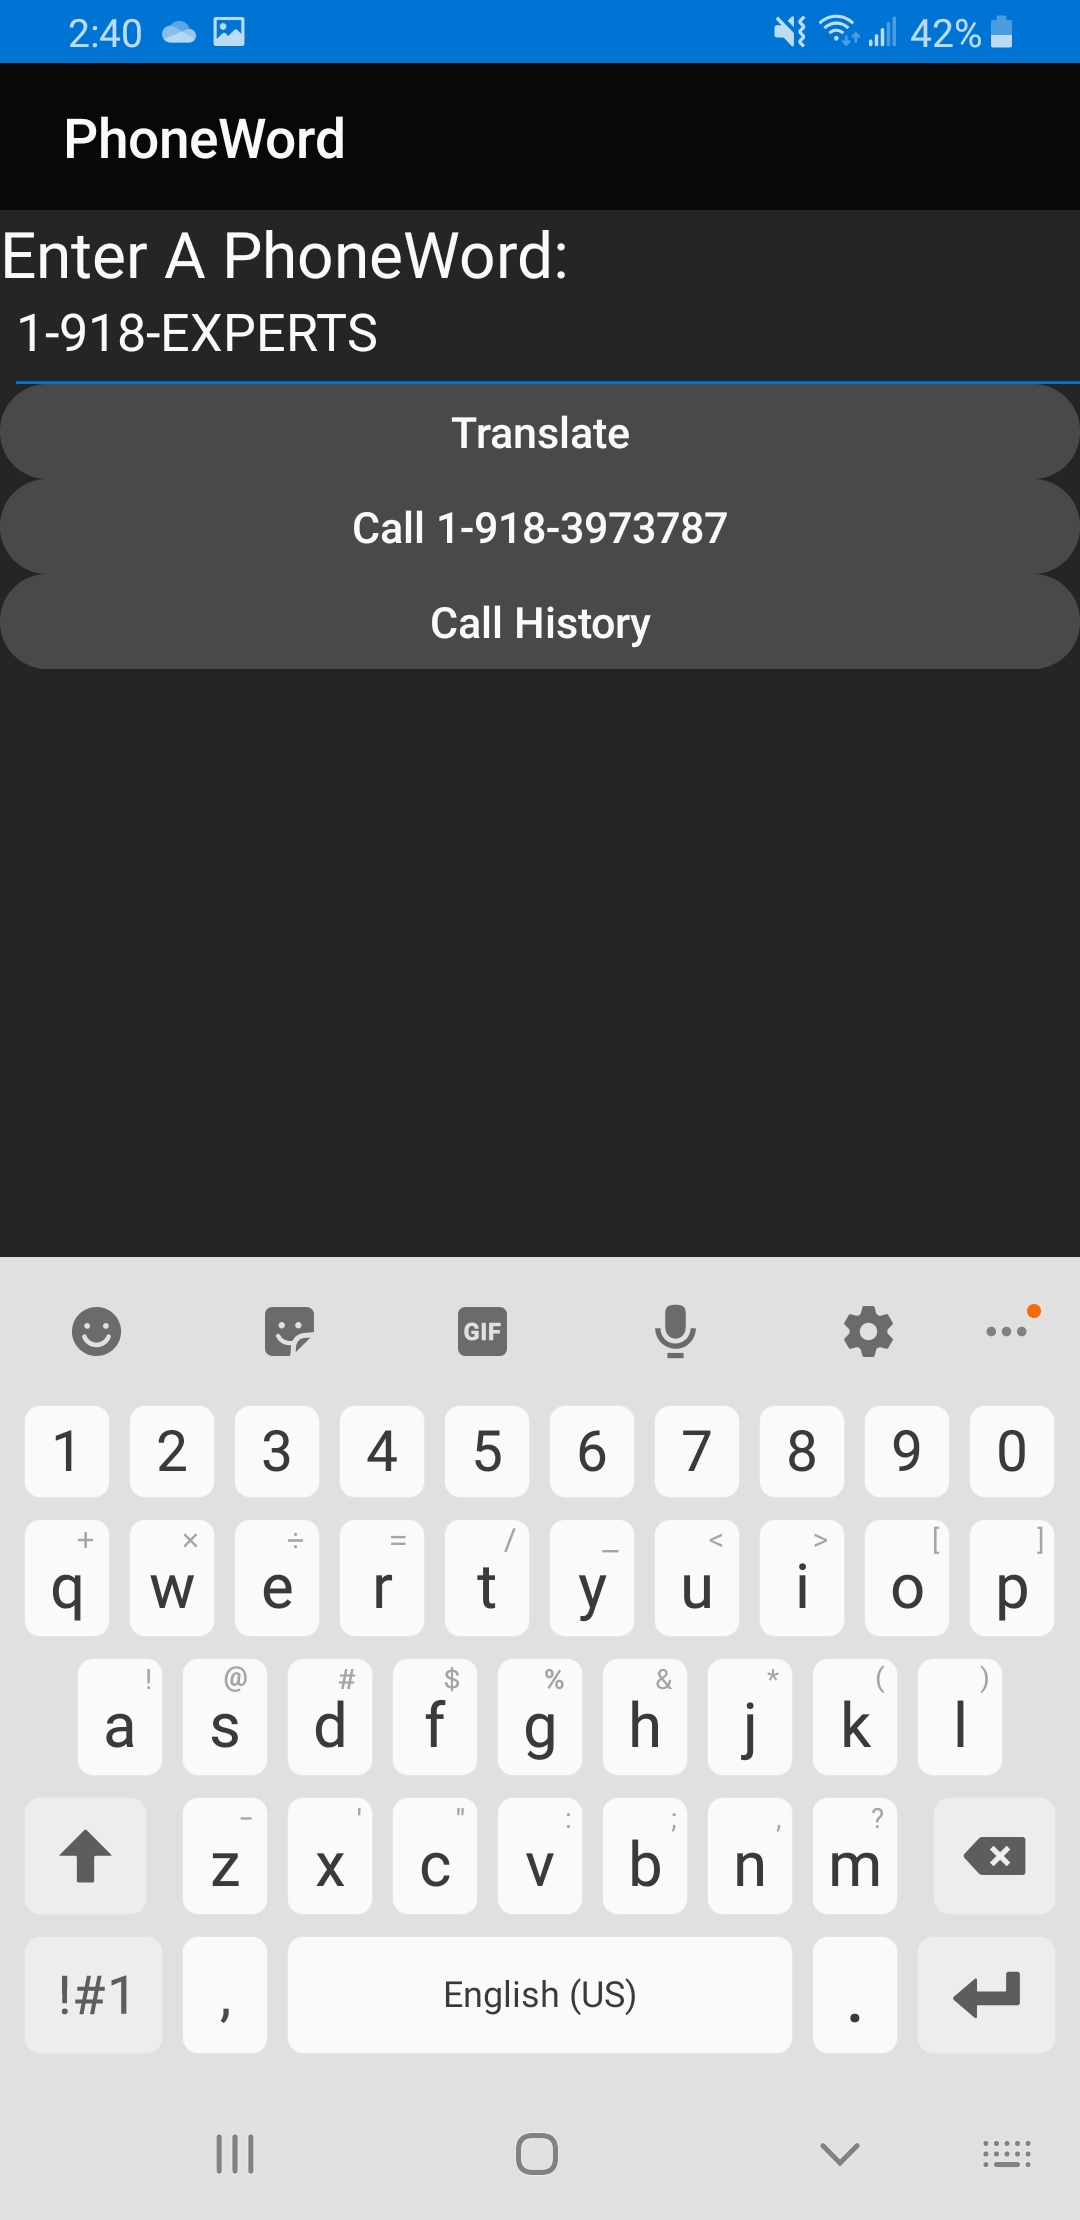 2:40 42%
PhoneWord
Enter A PhoneWord:
1-918-EXPERTS
Translate
Call 1-918-3973787
Call History
GIF
1 2 3 4 5 6 7 8 9 0
+ × ÷ = / _ < > [ ]
q w e r t y u i o p
! @ # $ % & * ( )
a s d f g h j k l
- ' " : ; , ?
z x c v b n m
!#1 , English (US) .